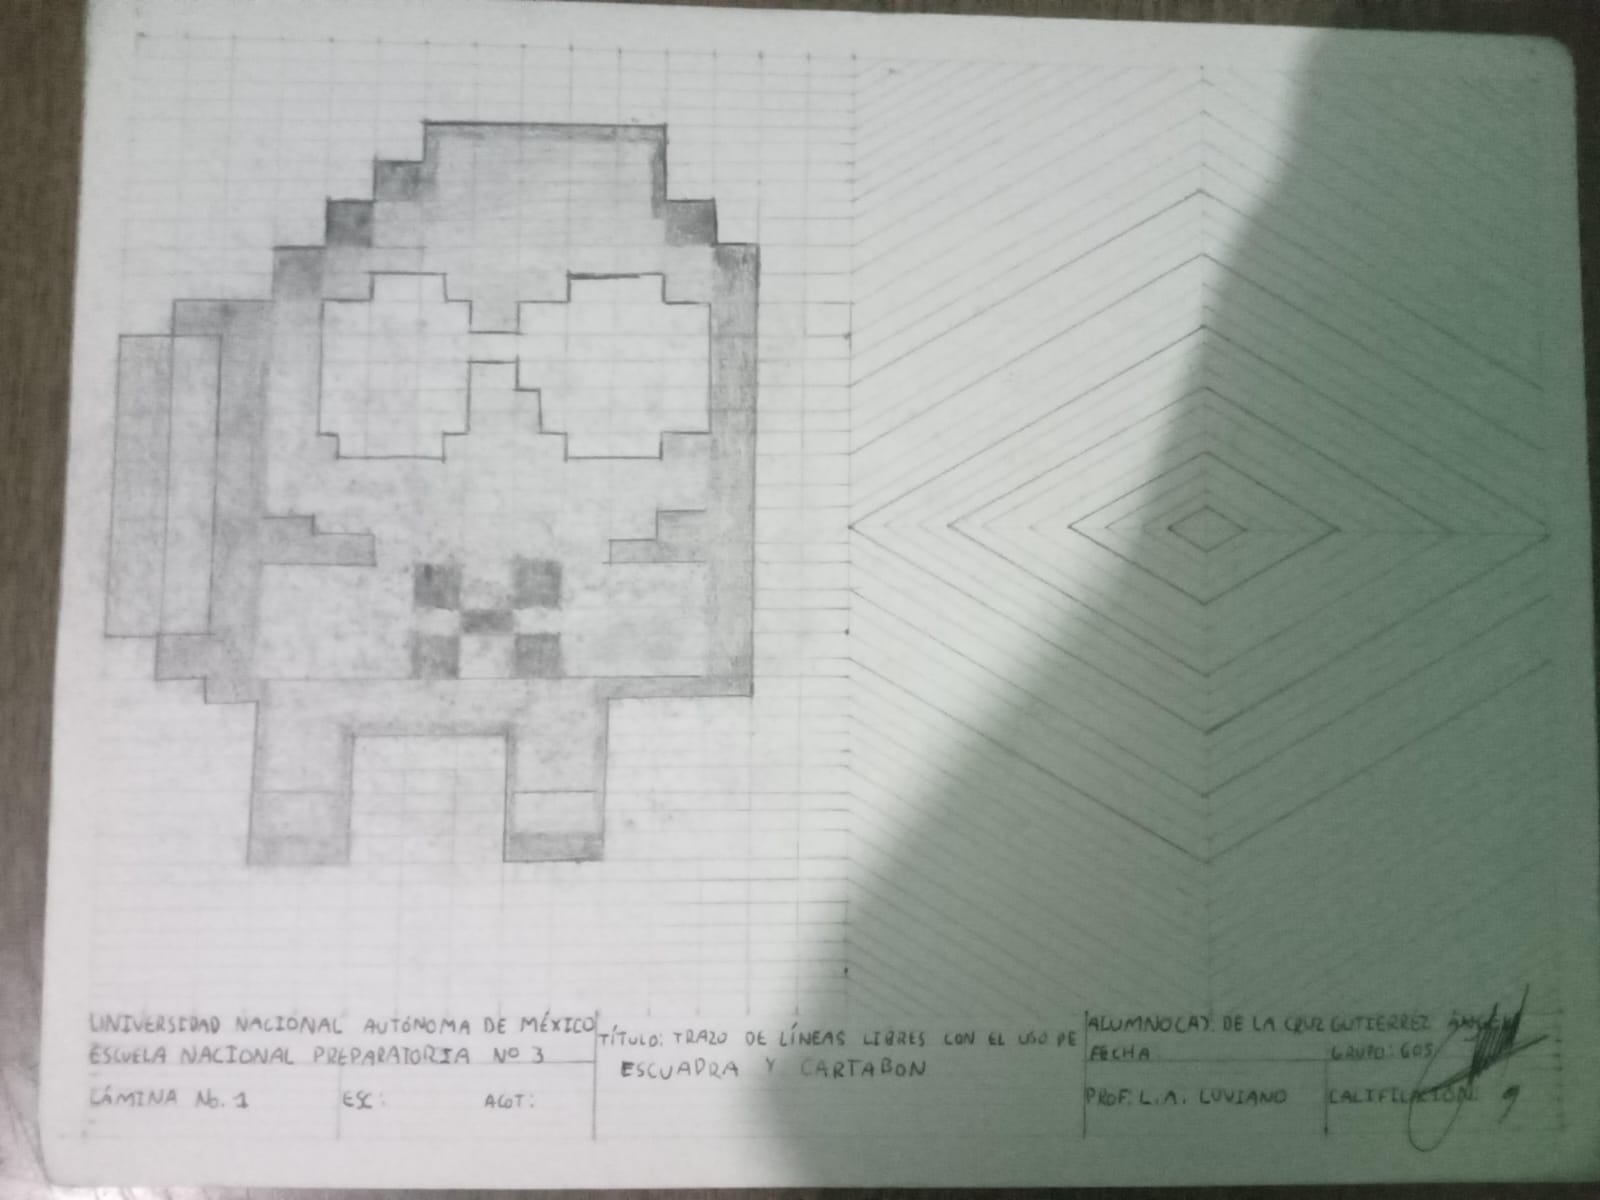 UNIVERSIDAD NACIONAL AUTÓNOMA DE MÉXICO
ESCUELA NACIONAL PREPARATORIA Nº 3
LÁMINA No. 1
ESC:
ACOT:
TÍTULO: TRAZO DE LÍNEAS LIBRES CON EL USO DE
ESCUADRA Y CARTABON
ALUMNO(A): DE LA CRUZ GUTIERREZ
FECHA:
GRUPO: 605
PROF: L.A. LUVIANO
CALIFICACIÓN: 9